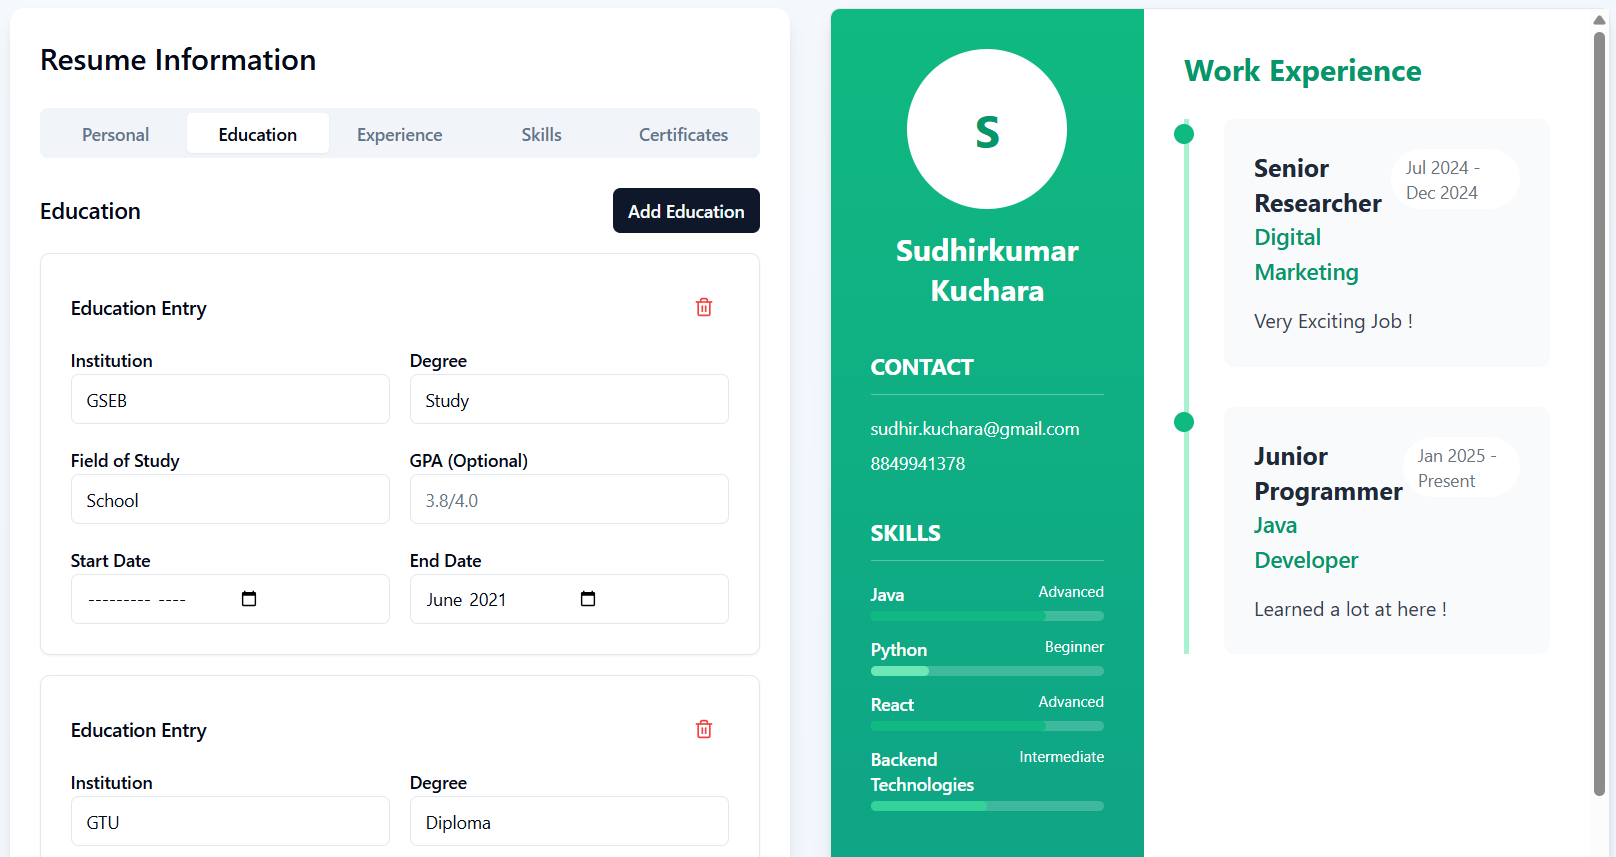 Resume Information
Personal
Education
Experience
Skills
Certificates
Education
Add Education
Education Entry
Institution
Degree
GSEB
Study
Field of Study
GPA (Optional)
School
3.8/4.0
Start Date
End Date
--------- ----
June 2021
Education Entry
Institution
Degree
GTU
Diploma
S
Sudhirkumar
Kuchara
CONTACT
sudhir.kuchara@gmail.com
8849941378
SKILLS
Java
Advanced
Python
Beginner
React
Advanced
Backend
Technologies
Intermediate
Work Experience
Senior
Researcher
Jul 2024 -
Dec 2024
Digital
Marketing
Very Exciting Job !
Junior
Programmer
Jan 2025 -
Present
Java
Developer
Learned a lot at here !